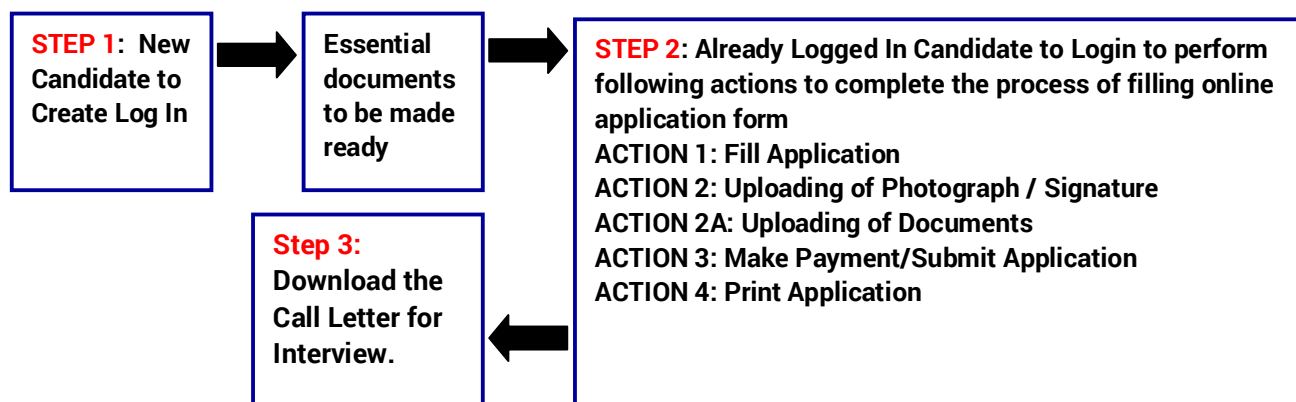 STEP 1:  New
Candidate to
Create Log In
Essential
documents
to be made
ready
STEP 2: Already Logged In Candidate to Login to perform
following actions to complete the process of filling online
application form
ACTION 1: Fill Application
ACTION 2: Uploading of Photograph / Signature
ACTION 2A: Uploading of Documents
ACTION 3: Make Payment/Submit Application
ACTION 4: Print Application
Step 3:
Download the
Call Letter for
Interview.